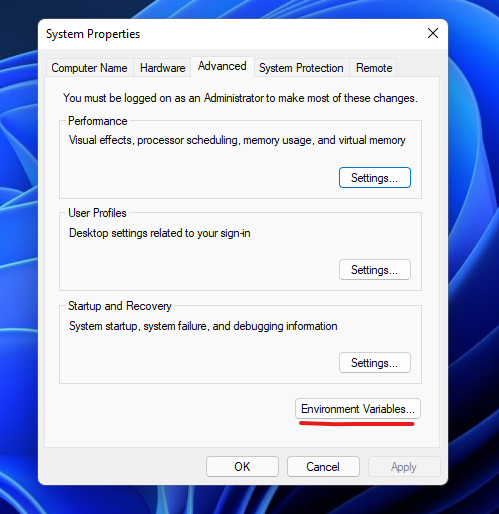 System Properties
Computer Name Hardware Advanced System Protection Remote
You must be logged on as an Administrator to make most of these changes.
Performance
Visual effects, processor scheduling, memory usage, and virtual memory
Settings...
User Profiles
Desktop settings related to your sign-in
Settings...
Startup and Recovery
System startup, system failure, and debugging information
Settings...
Environment Variables...
OK Cancel Apply